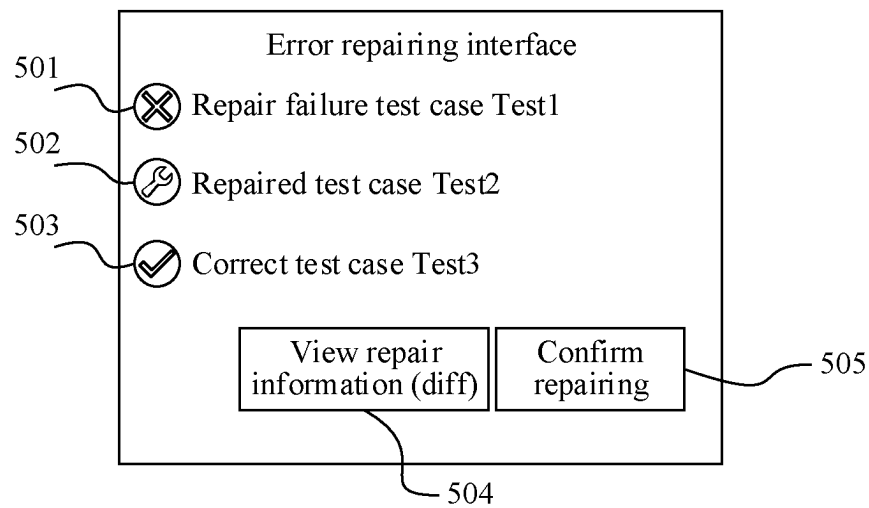 Error repairing interface
501
Repair failure test case Test1
502
Repaired test case Test2
503
Correct test case Test3
View repair
information (diff)
Confirm
repairing
505
504